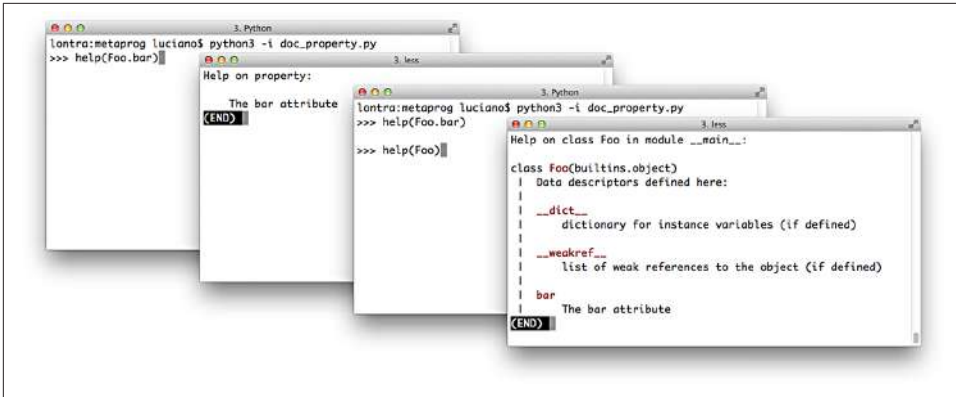 3. Python
lontra:metaprog luciano$ python3 -i doc_property.py
>>> help(Foo.bar)
3. less
Help on property:
The bar attribute
(END)
3. Python
lontra:metaprog luciano$ python3 -i doc_property.py
>>> help(Foo.bar)
>>> help(Foo)
3. less
Help on class Foo in module __main__:
class Foo(builtins.object)
| Data descriptors defined here:
|
| __dict__
| dictionary for instance variables (if defined)
|
| __weakref__
| list of weak references to the object (if defined)
|
| bar
| The bar attribute
(END)